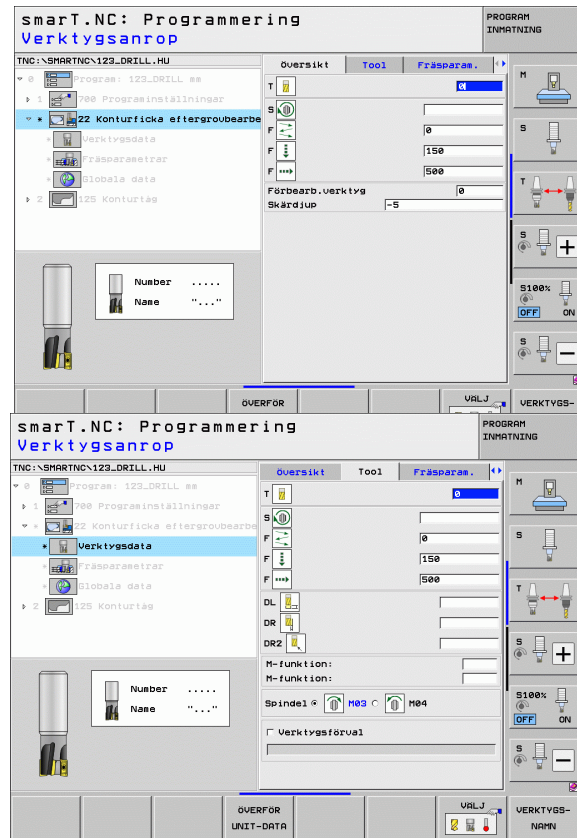 smarT.NC: Programmering
Verktygsanrop
PROGRAM
INMATNING
TNC:\SMARTNC\123_DRILL.HU
0 Program: 123_DRILL mm
1 700 Programinställningar
* 22 Konturficka eftergrovbearbe
* Verktygsdata
* Fräsparametrar
* Globala data
2 125 Konturtåg
Number .....
Name "..."
Översikt Tool Fräsparam.
T 0
S
F 0
F 150
F 500
Förbearb.verktyg 0
Skärdjup -5
M
S
T
S
S100%
OFF ON
S
ÖVERFÖR
VÄLJ
VERKTYGS-
smarT.NC: Programmering
Verktygsanrop
PROGRAM
INMATNING
TNC:\SMARTNC\123_DRILL.HU
0 Program: 123_DRILL mm
1 700 Programinställningar
* 22 Konturficka eftergrovbearbe
* Verktygsdata
* Fräsparametrar
* Globala data
2 125 Konturtåg
Number .....
Name "..."
Översikt Tool Fräsparam.
T 0
S
F 0
F 150
F 500
DL
DR
DR2
M-funktion:
M-funktion:
Spindel M03 M04
Verktygsförval
M
S
T
S
S100%
OFF ON
S
ÖVERFÖR
UNIT-DATA
VÄLJ
VERKTYGS-
NAMN